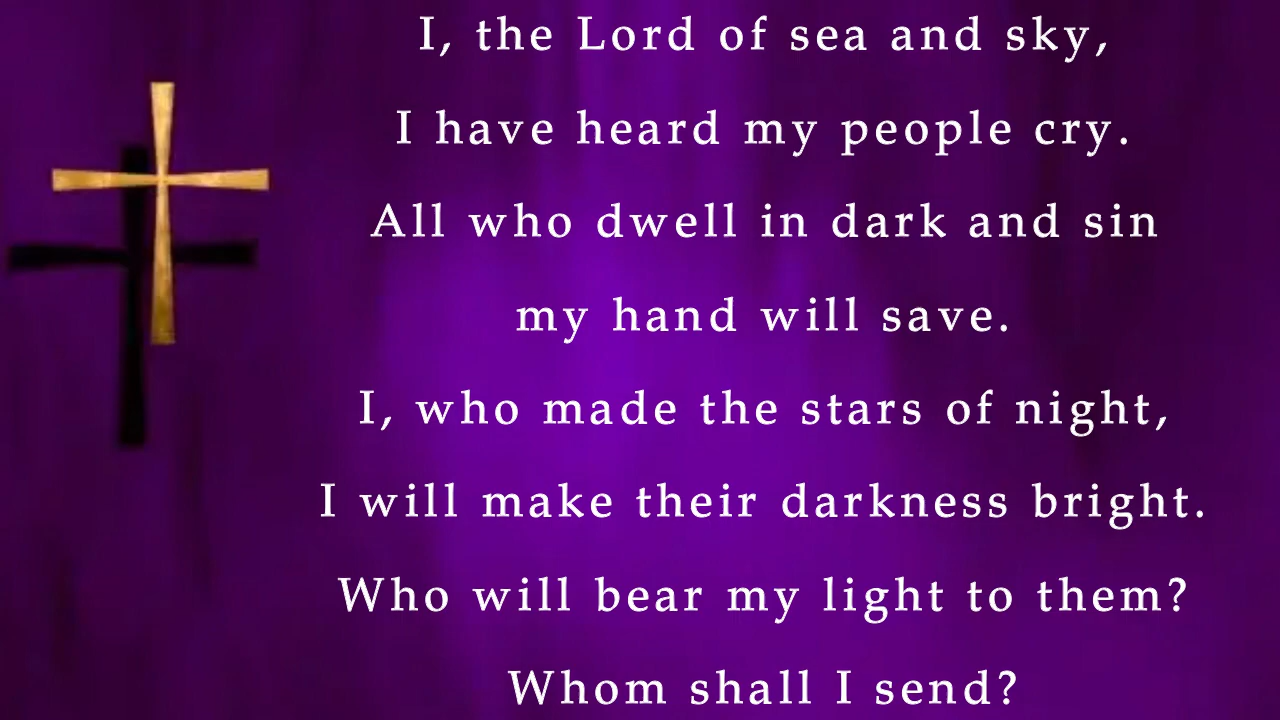 I, the Lord of sea and sky,
I have heard my people cry.
All who dwell in dark and sin
my hand will save.
I, who made the stars of night,
I will make their darkness bright.
Who will bear my light to them?
Whom shall I send?